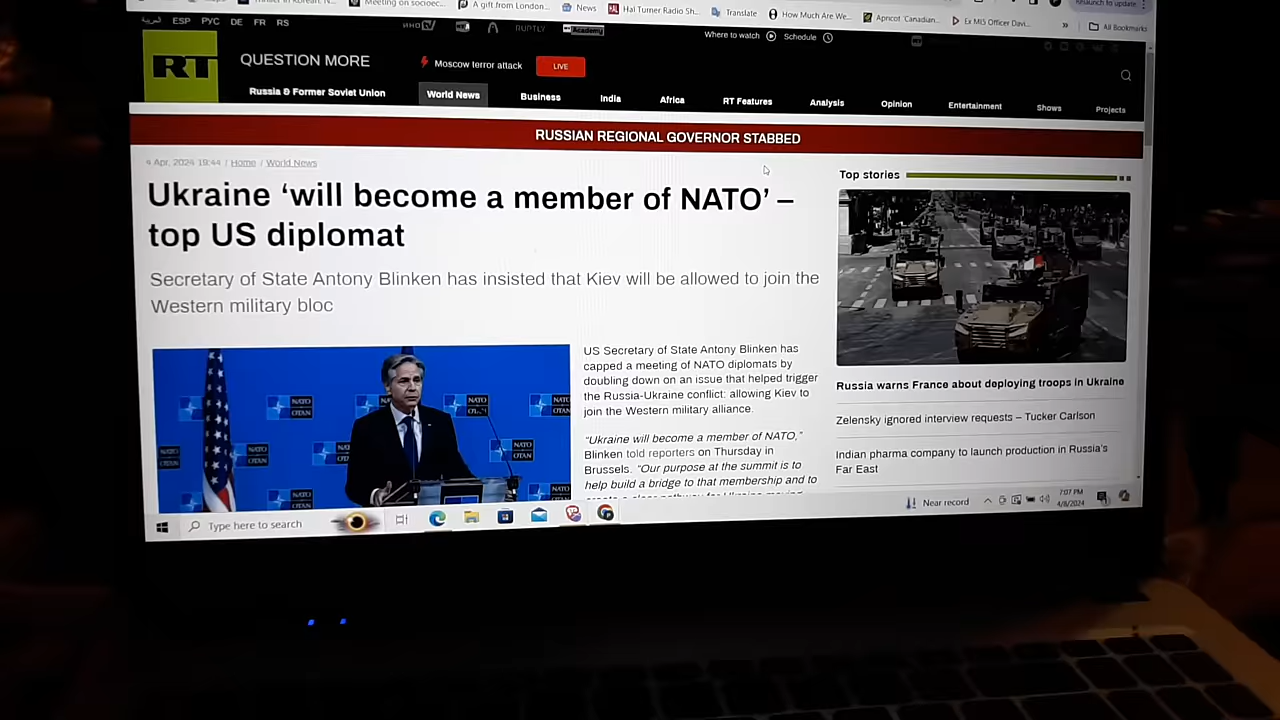 Meeting on socioec...
A gift from London...
News
Hal Turner Radio Sh...
Translate
How Much Are We...
Apricot 'Canadian...
Ex MI5 Officer Davi...
»
All Bookmarks
ESP РУС DE FR RS
RUPTLY
Academy
Where to watch
Schedule
RT
QUESTION MORE
Moscow terror attack
LIVE
Russia & Former Soviet Union
World News
Business
India
Africa
RT Features
Analysis
Opinion
Entertainment
Shows
Projects
RUSSIAN REGIONAL GOVERNOR STABBED
4 Apr, 2024 19:44 / Home / World News
Ukraine ‘will become a member of NATO’ –
top US diplomat
Secretary of State Antony Blinken has insisted that Kiev will be allowed to join the
Western military bloc
NATO
OTAN
US Secretary of State Antony Blinken has
capped a meeting of NATO diplomats by
doubling down on an issue that helped trigger
the Russia-Ukraine conflict: allowing Kiev to
join the Western military alliance.
“Ukraine will become a member of NATO,”
Blinken told reporters on Thursday in
Brussels. “Our purpose at the summit is to
help build a bridge to that membership and to
Top stories
Russia warns France about deploying troops in Ukraine
Zelensky ignored interview requests – Tucker Carlson
Indian pharma company to launch production in Russia's
Far East
Type here to search
Near record
7:07 PM
4/8/2024